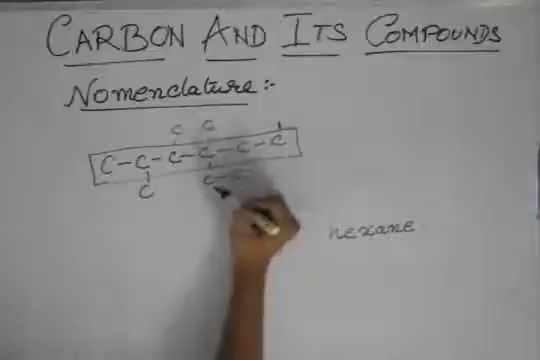 CARBON AND ITS COMPOUNDS
Nomenclature :-
C C
C-C-C-C-C-C
C C-C
hexane